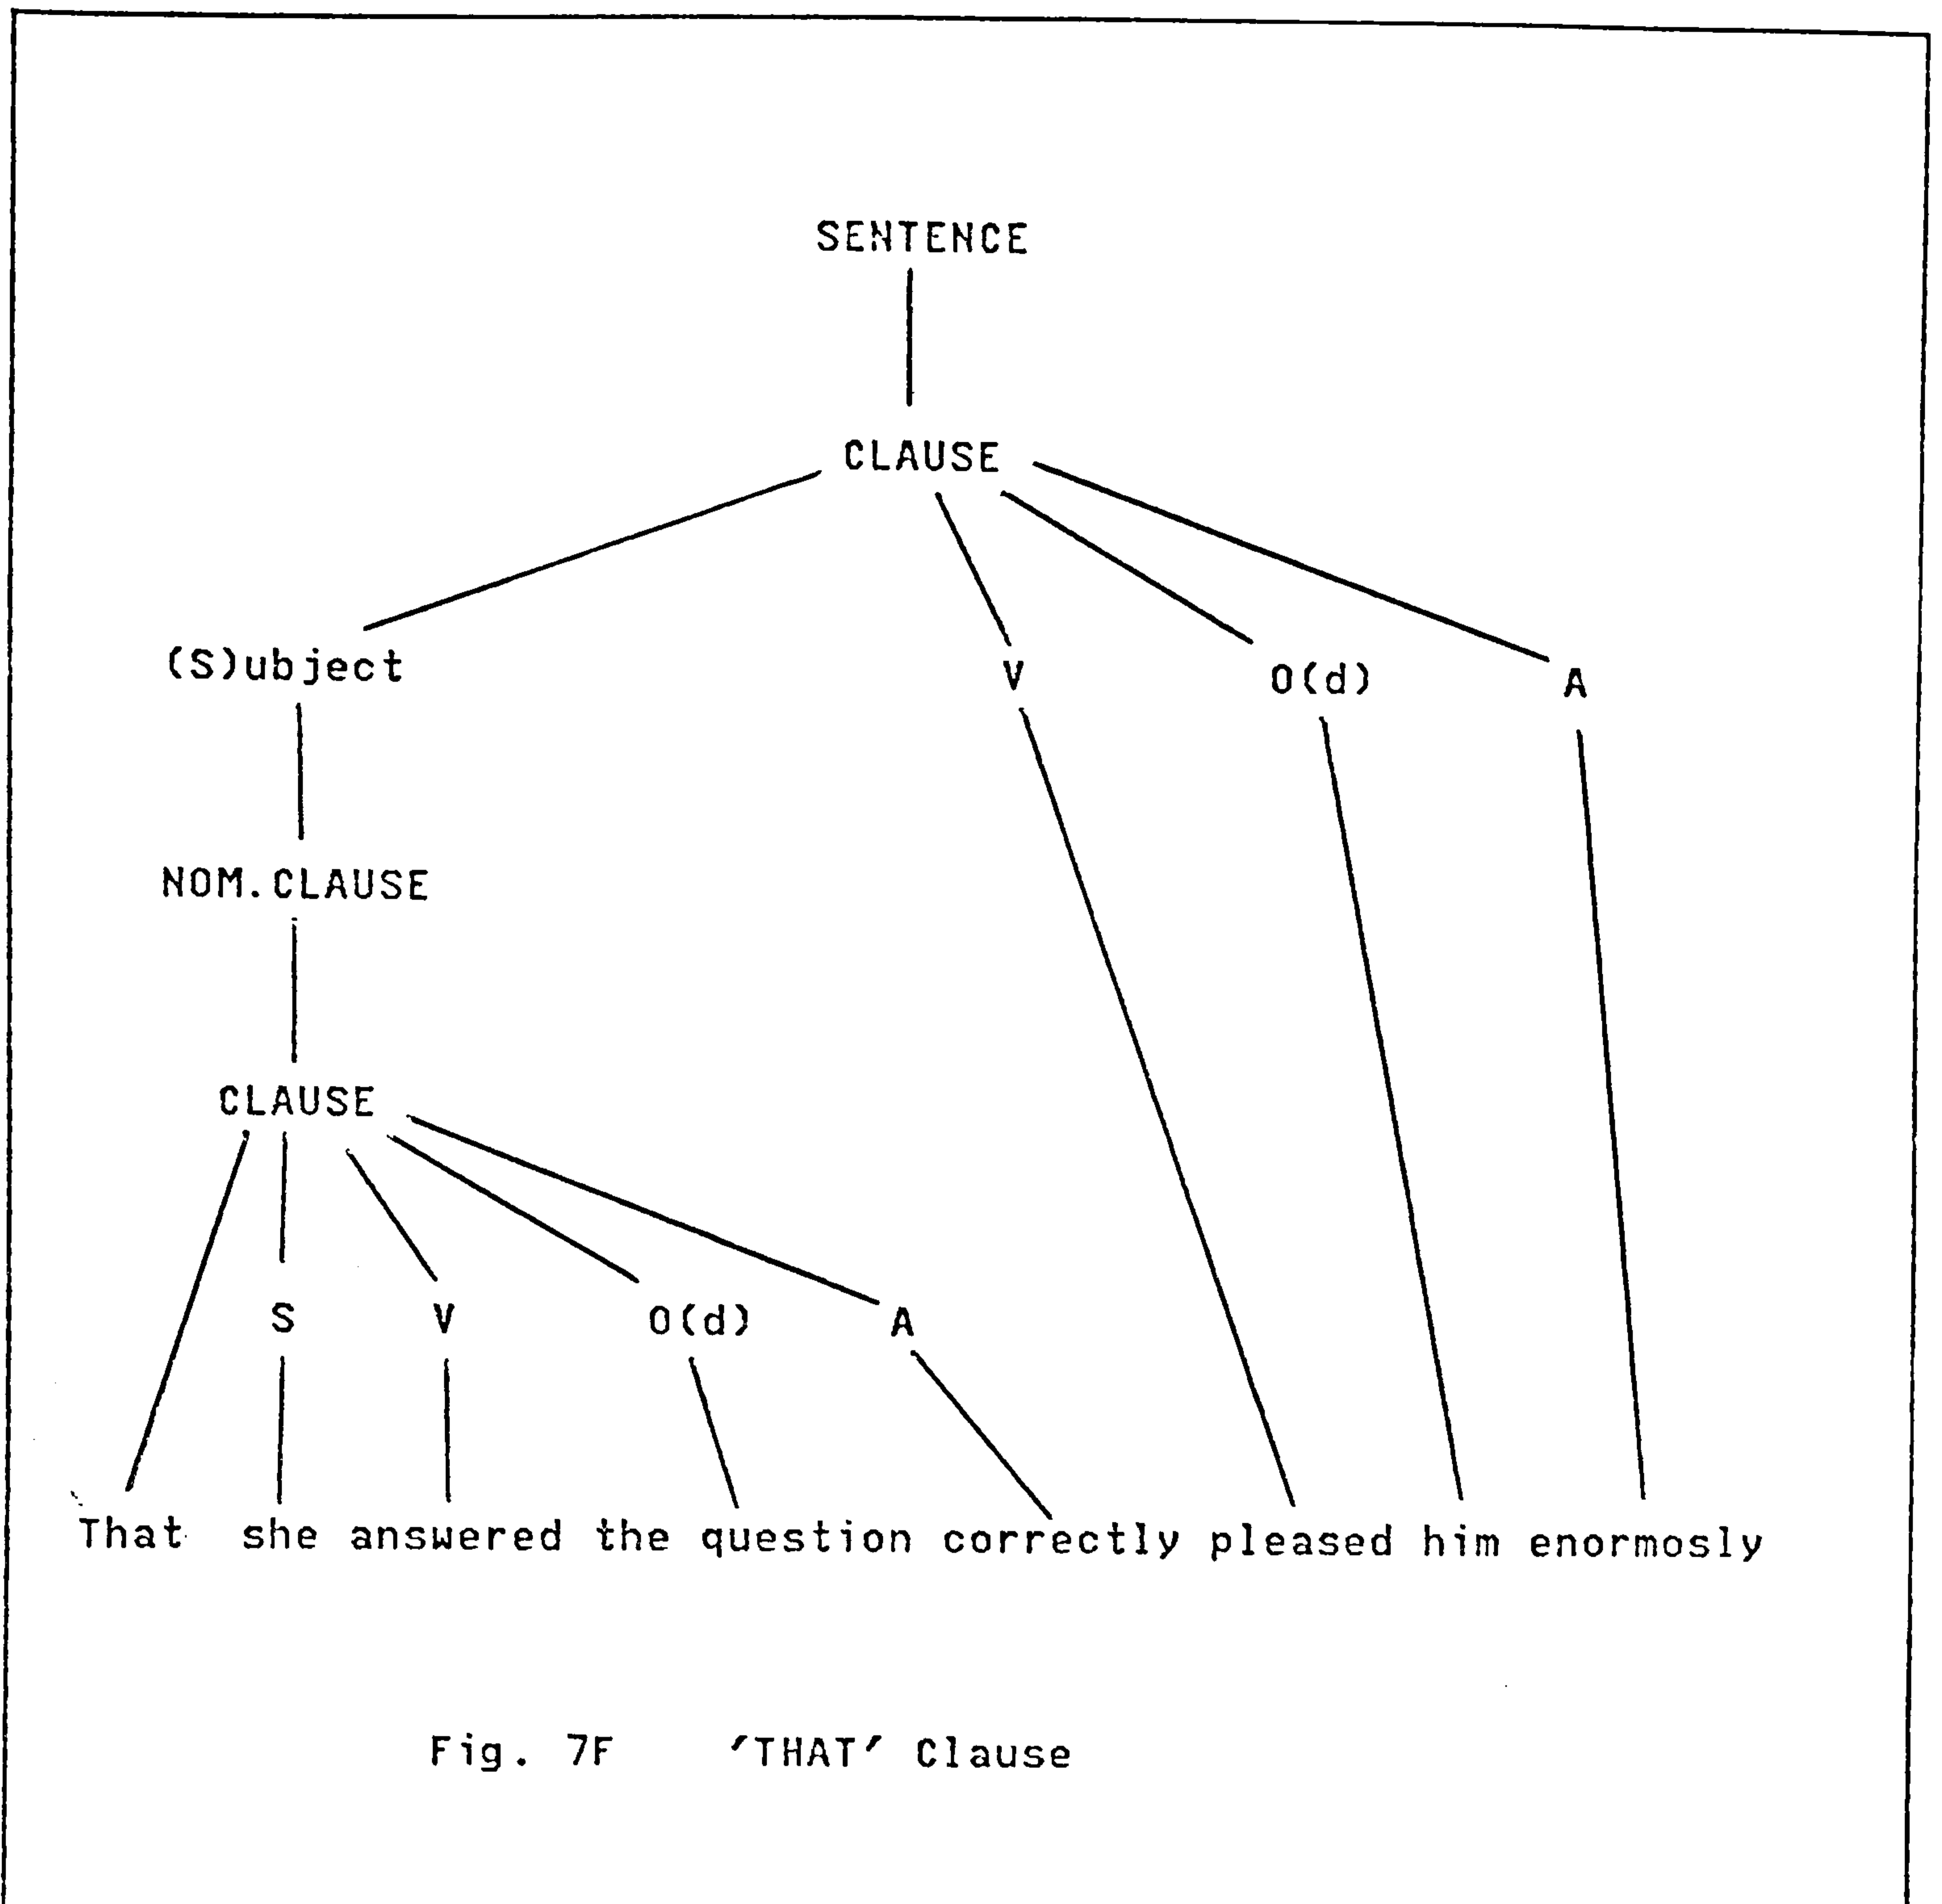 SENTENCE
CLAUSE
(S)ubject V O(d) A
NOM.CLAUSE
CLAUSE
S V O(d) A
That she answered the question correctly pleased him enormosly
Fig. 7F 'THAT' Clause